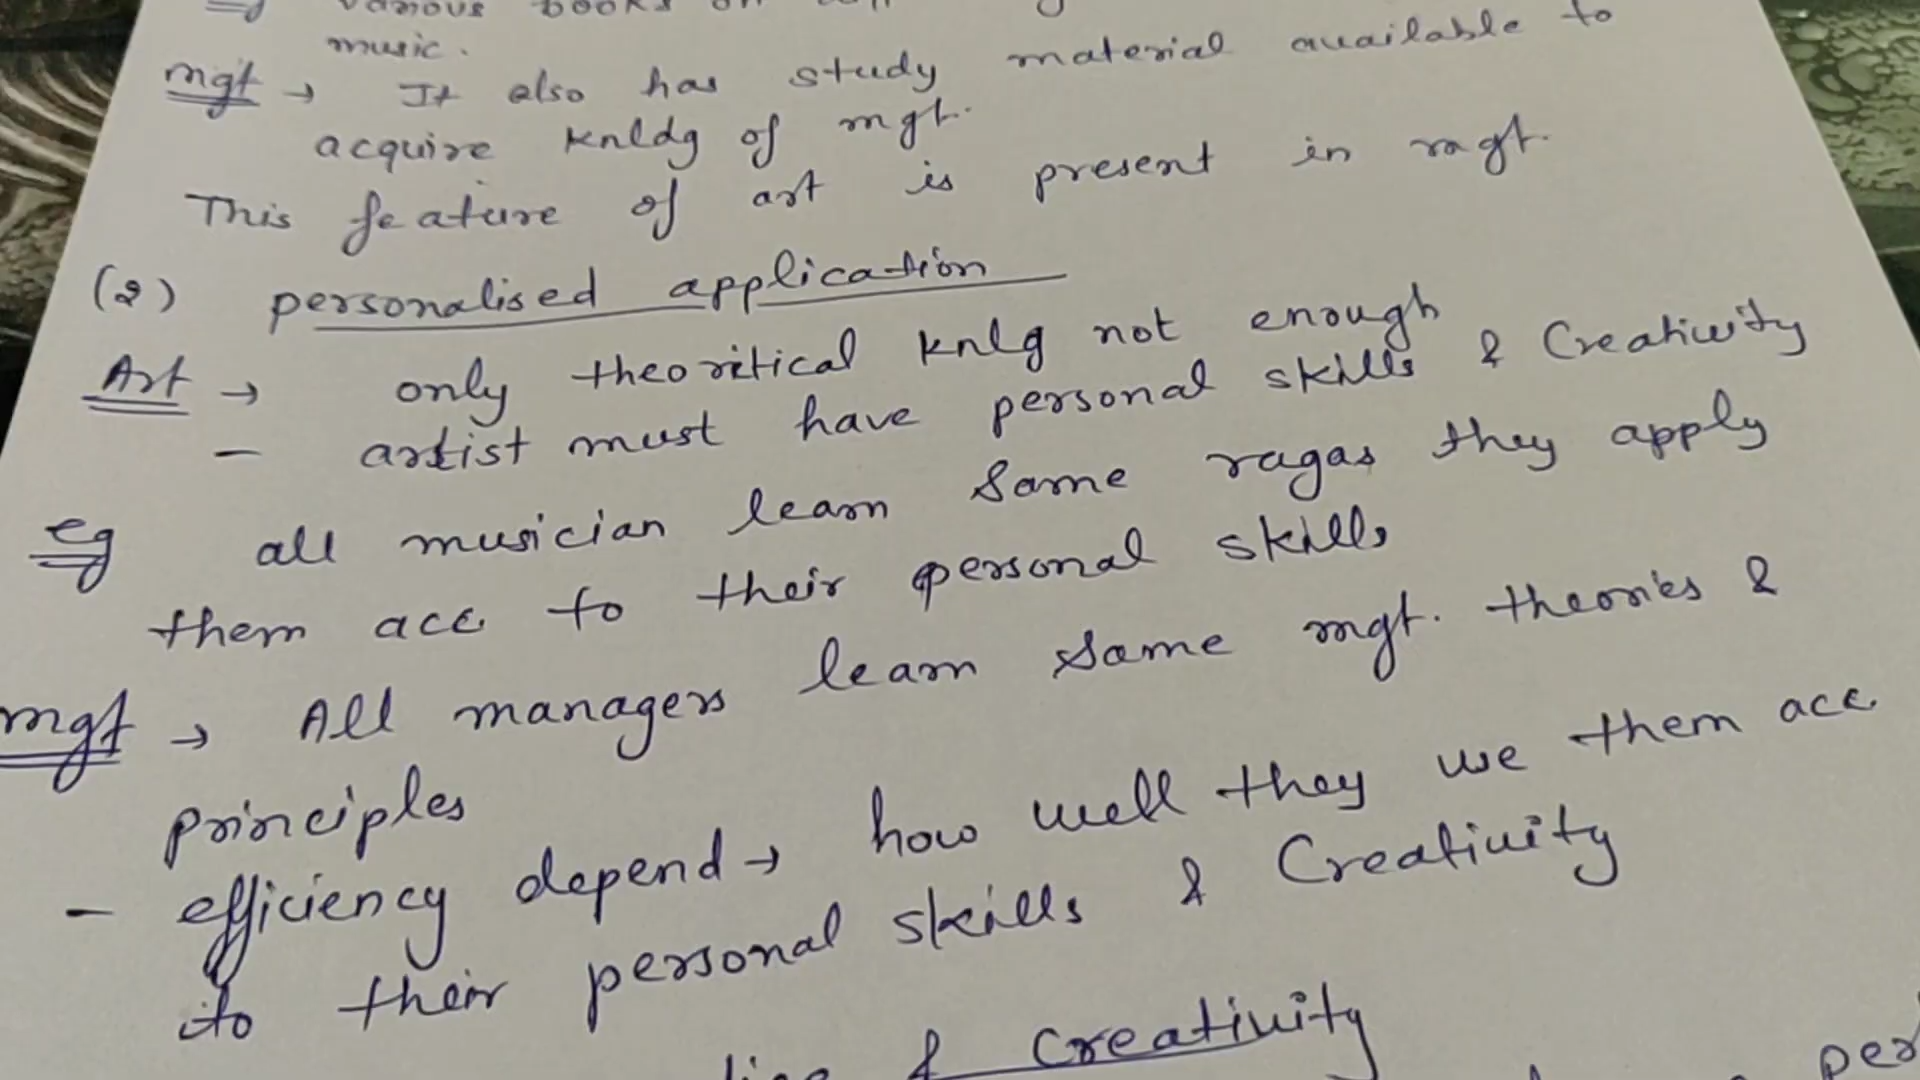 various books on
music.
mgt → It also has study material available to
acquire knldg of mgt.
This feature of art is present in mgt.
(2) personalised application
Art → only theoritical knlg not enough
- artist must have personal skills & Creativity
eg all musician learn same ragas they apply
them acc to their personal skills
mgt → All managers learn same mgt. theories &
principles
- efficiency depend → how well they we them acc
to their personal skills & Creativity
& creativity